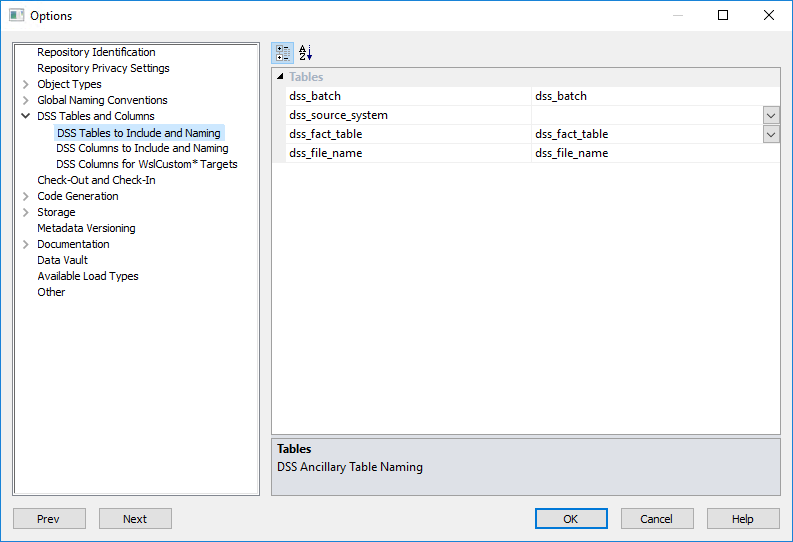 Options
Repository Identification
Repository Privacy Settings
Object Types
Global Naming Conventions
DSS Tables and Columns
DSS Tables to Include and Naming
DSS Columns to Include and Naming
DSS Columns for WslCustom* Targets
Check-Out and Check-In
Code Generation
Storage
Metadata Versioning
Documentation
Data Vault
Available Load Types
Other
A
Z
Tables
dss_batch dss_batch
dss_source_system
dss_fact_table dss_fact_table
dss_file_name dss_file_name
Tables
DSS Ancillary Table Naming
Prev Next OK Cancel Help